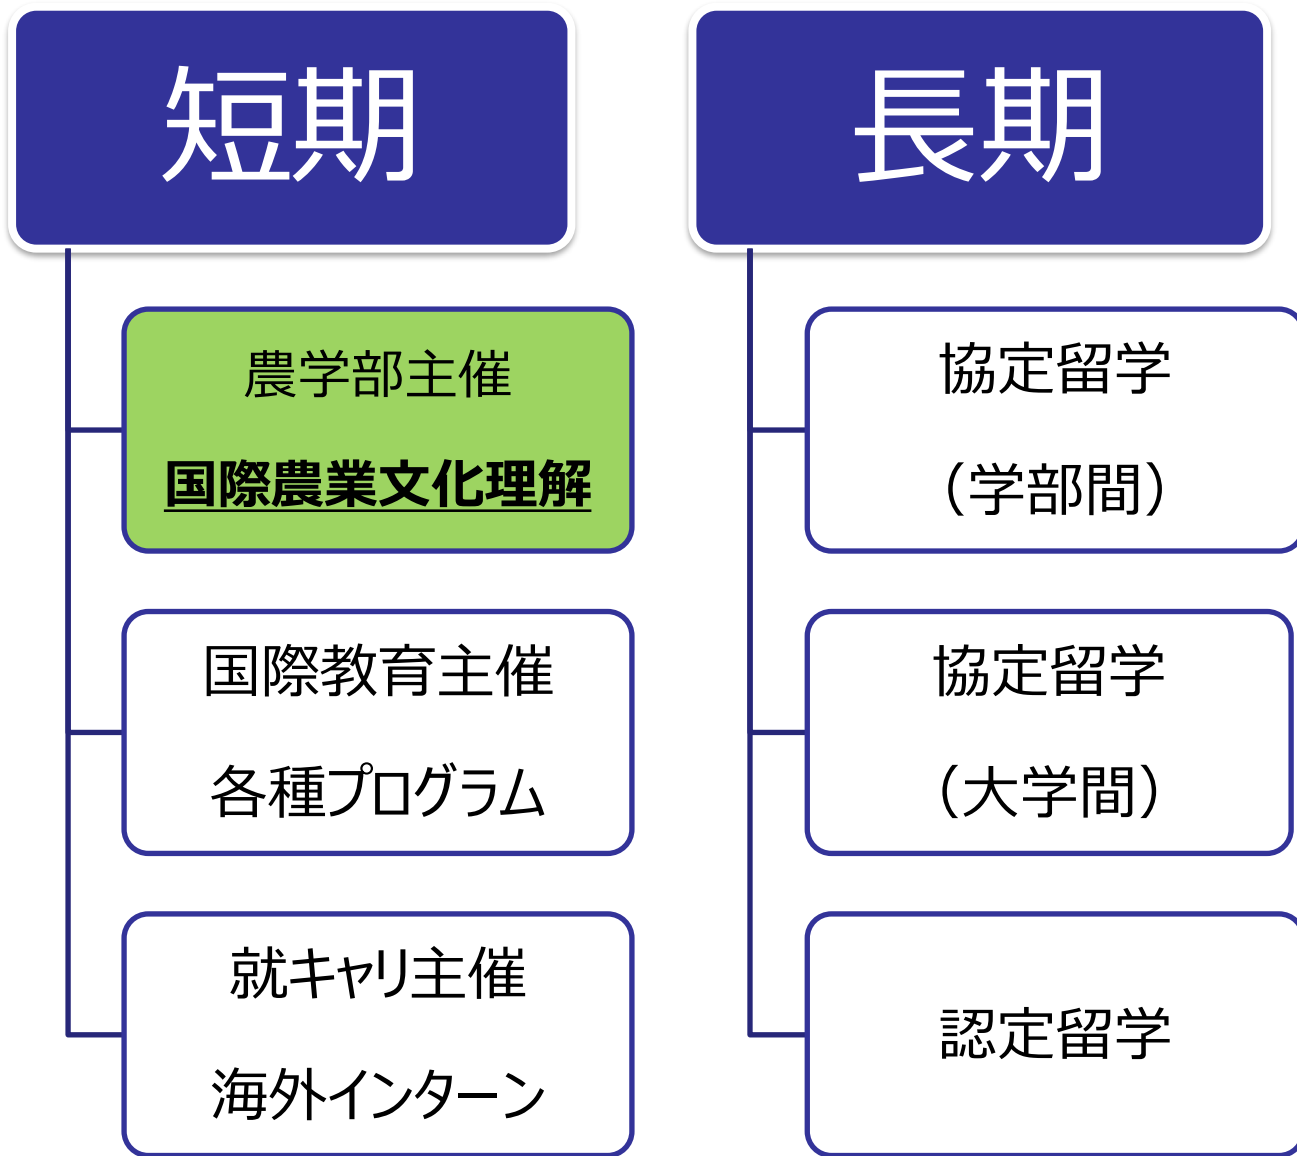 短期
農学部主催
国際農業文化理解
国際教育主催
各種プログラム
就キャリ主催
海外インターン
長期
協定留学
（学部間）
協定留学
（大学間）
認定留学